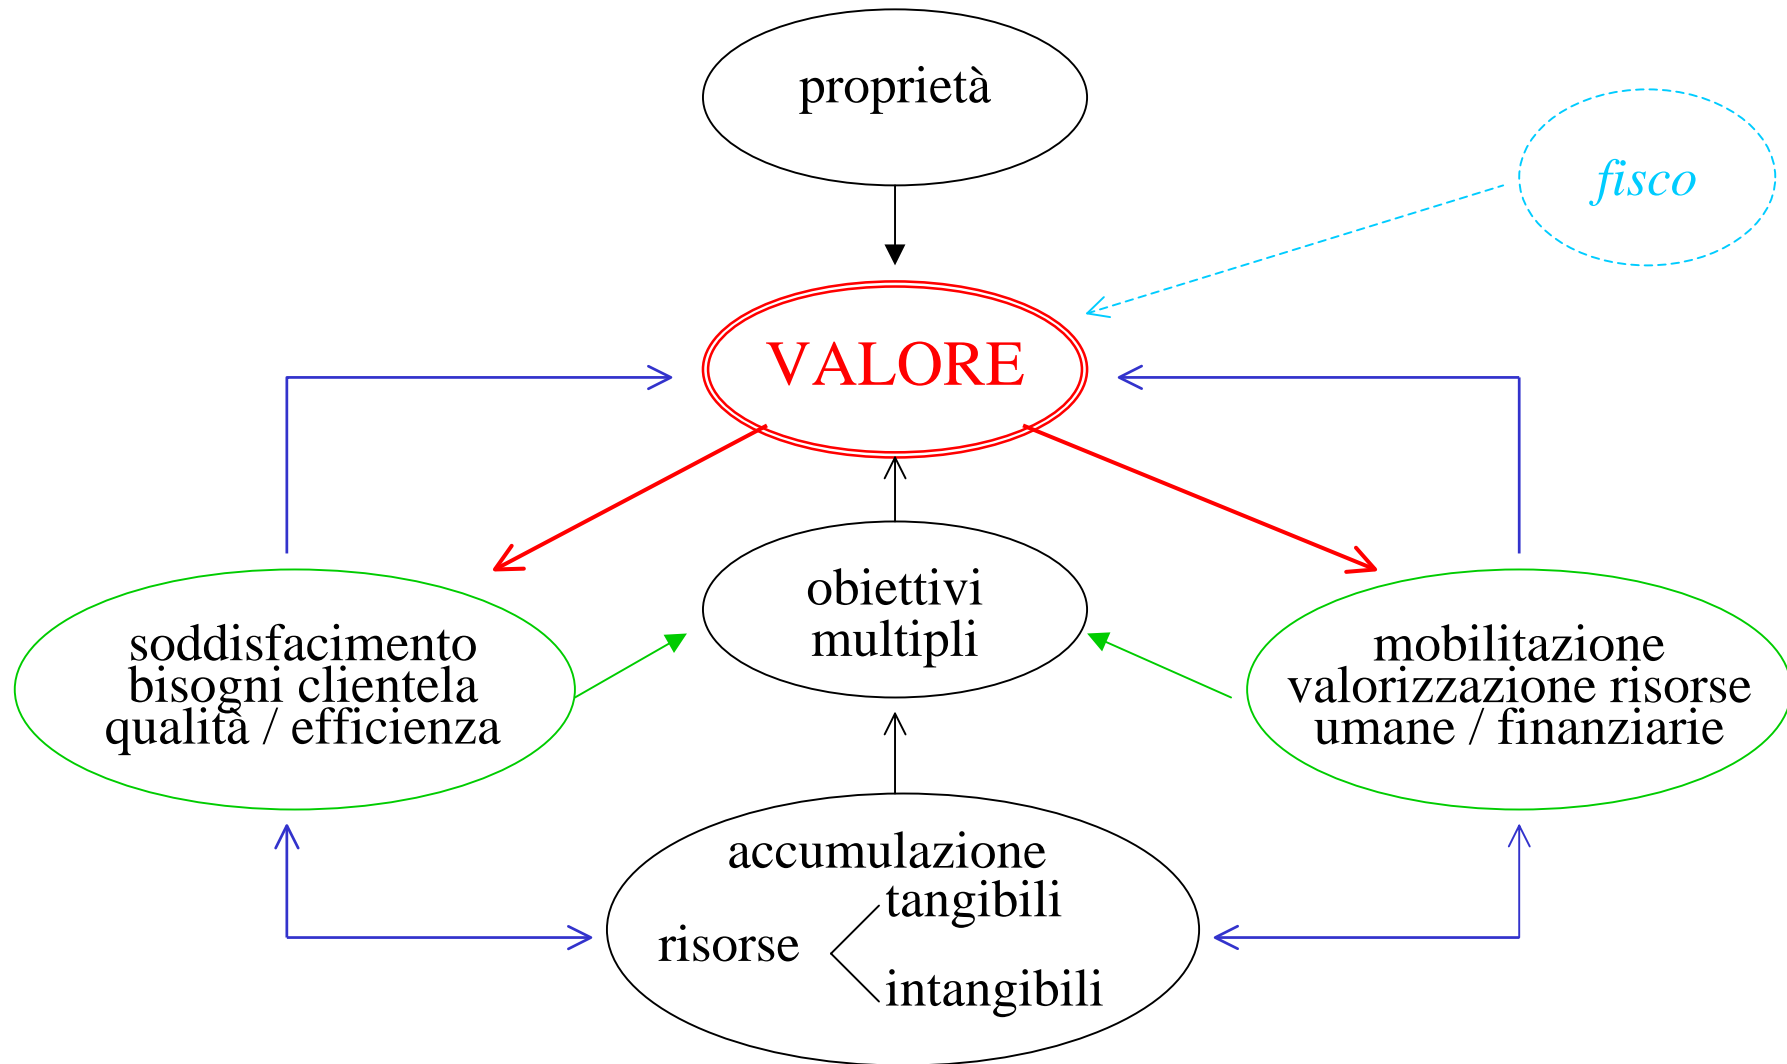 proprietà
fisco
VALORE
obiettivi
multipli
soddisfacimento
bisogni clientela
qualità / efficienza
mobilitazione
valorizzazione risorse
umane / finanziarie
accumulazione
tangibili
risorse
intangibili